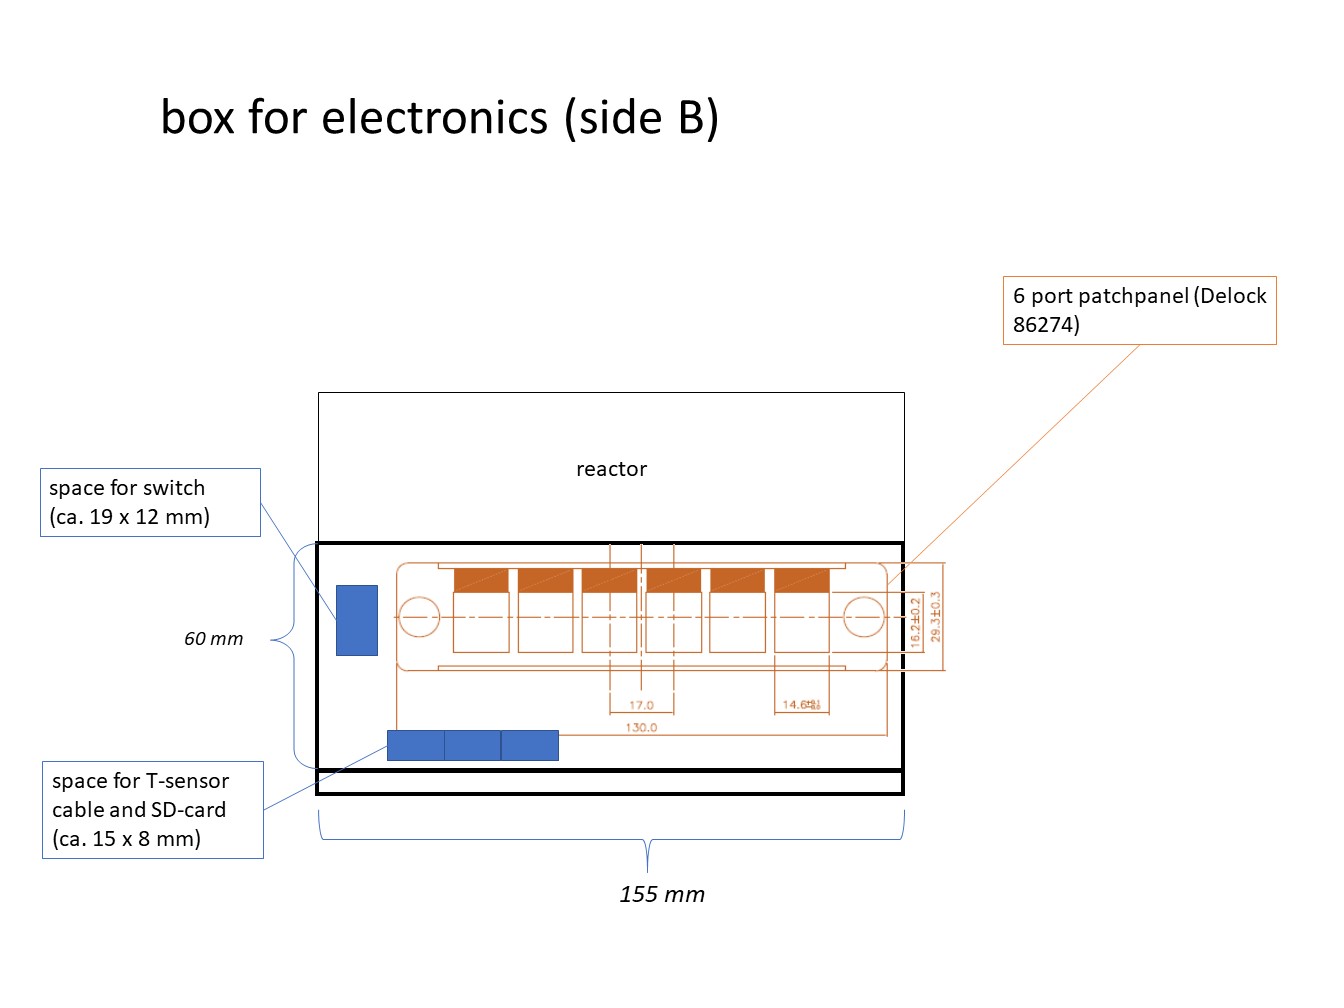 box for electronics (side B)
6 port patchpanel (Delock
86274)
reactor
space for switch
(ca. 19 x 12 mm)
60 mm
16.2±0.2
29.3±0.3
17.0
14.6
130.0
space for T-sensor
cable and SD-card
(ca. 15 x 8 mm)
155 mm